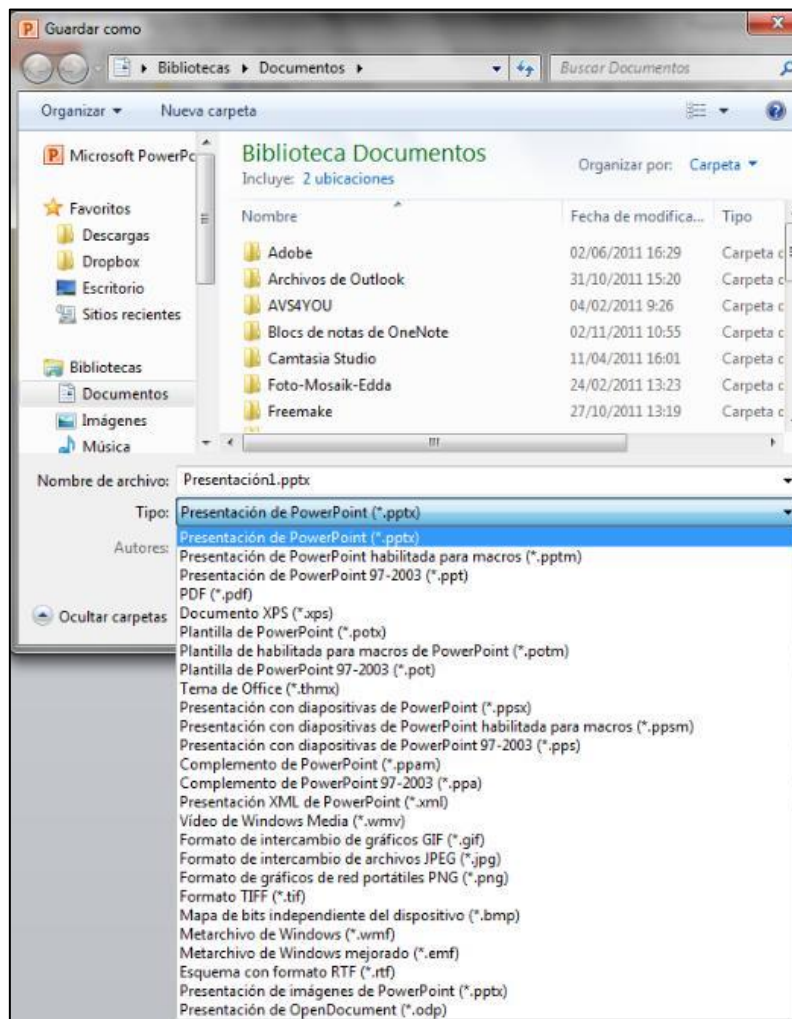 Guardar como
Bibliotecas Documentos
Buscar Documentos
Organizar Nueva carpeta
Microsoft PowerPc
Favoritos
Descargas
Dropbox
Escritorio
Sitios recientes
Bibliotecas
Documentos
Imágenes
Música
Biblioteca Documentos
Incluye: 2 ubicaciones
Organizar por: Carpeta
Nombre Fecha de modifica... Tipo
Adobe 02/06/2011 16:29 Carpeta c
Archivos de Outlook 31/10/2011 15:20 Carpeta c
AVS4YOU 04/02/2011 9:26 Carpeta c
Blocs de notas de OneNote 02/11/2011 10:55 Carpeta c
Camtasia Studio 11/04/2011 16:01 Carpeta c
Foto-Mosaik-Edda 24/02/2011 13:23 Carpeta c
Freemake 27/10/2011 13:19 Carpeta c
Nombre de archivo: Presentación1.pptx
Tipo: Presentación de PowerPoint (*.pptx)
Autores:
Ocultar carpetas
Presentación de PowerPoint (*.pptx)
Presentación de PowerPoint habilitada para macros (*.pptm)
Presentación de PowerPoint 97-2003 (*.ppt)
PDF (*.pdf)
Documento XPS (*.xps)
Plantilla de PowerPoint (*.potx)
Plantilla de habilitada para macros de PowerPoint (*.potm)
Plantilla de PowerPoint 97-2003 (*.pot)
Tema de Office (*.thmx)
Presentación con diapositivas de PowerPoint (*.ppsx)
Presentación con diapositivas de PowerPoint habilitada para macros (*.ppsm)
Presentación con diapositivas de PowerPoint 97-2003 (*.pps)
Complemento de PowerPoint (*.ppam)
Complemento de PowerPoint 97-2003 (*.ppa)
Presentación XML de PowerPoint (*.xml)
Vídeo de Windows Media (*.wmv)
Formato de intercambio de gráficos GIF (*.gif)
Formato de intercambio de archivos JPEG (*.jpg)
Formato de gráficos de red portátiles PNG (*.png)
Formato TIFF (*.tif)
Mapa de bits independiente del dispositivo (*.bmp)
Metarchivo de Windows (*.wmf)
Metarchivo de Windows mejorado (*.emf)
Esquema con formato RTF (*.rtf)
Presentación de imágenes de PowerPoint (*.pptx)
Presentación de OpenDocument (*.odp)